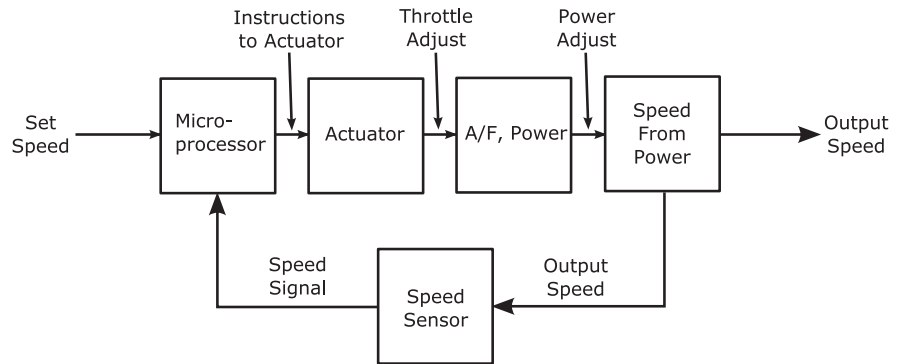 Instructions
to Actuator
Throttle
Adjust
Power
Adjust
Set
Speed
Micro-
processor
Actuator
A/F, Power
Speed
From
Power
Output
Speed
Speed
Signal
Speed
Sensor
Output
Speed